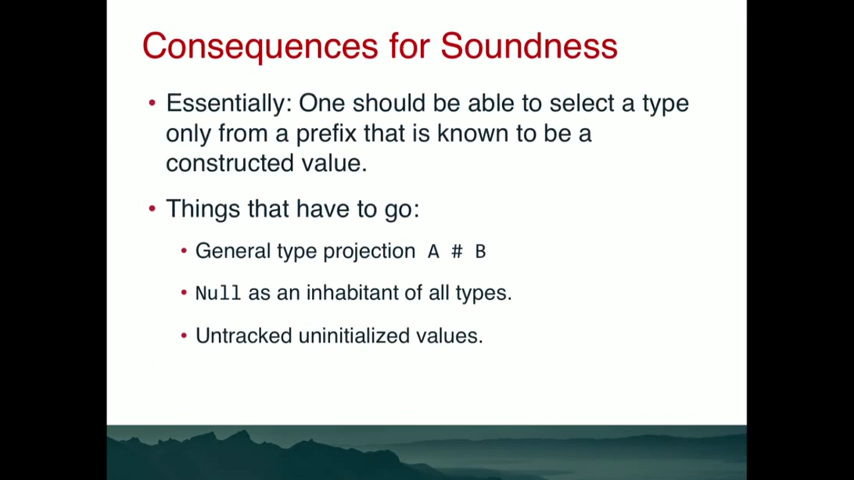 Consequences for Soundness
• Essentially: One should be able to select a type
only from a prefix that is known to be a
constructed value.
• Things that have to go:
• General type projection A # B
• Null as an inhabitant of all types.
• Untracked uninitialized values.